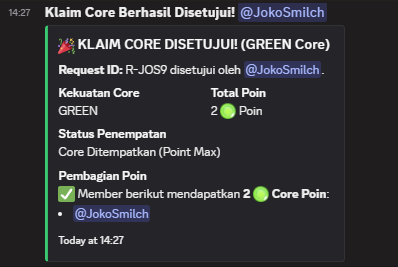 14:27 Klaim Core Berhasil Disetujui! @JokoSmilch
🎉 KLAIM CORE DISETUJUI! (GREEN Core)
Request ID: R-JOS9 disetujui oleh @JokoSmilch.
Kekuatan Core Total Poin
GREEN 2 Poin
Status Penempatan
Core Ditempatkan (Point Max)
Pembagian Poin
✅ Member berikut mendapatkan 2 Core Poin:
• @JokoSmilch
Today at 14:27